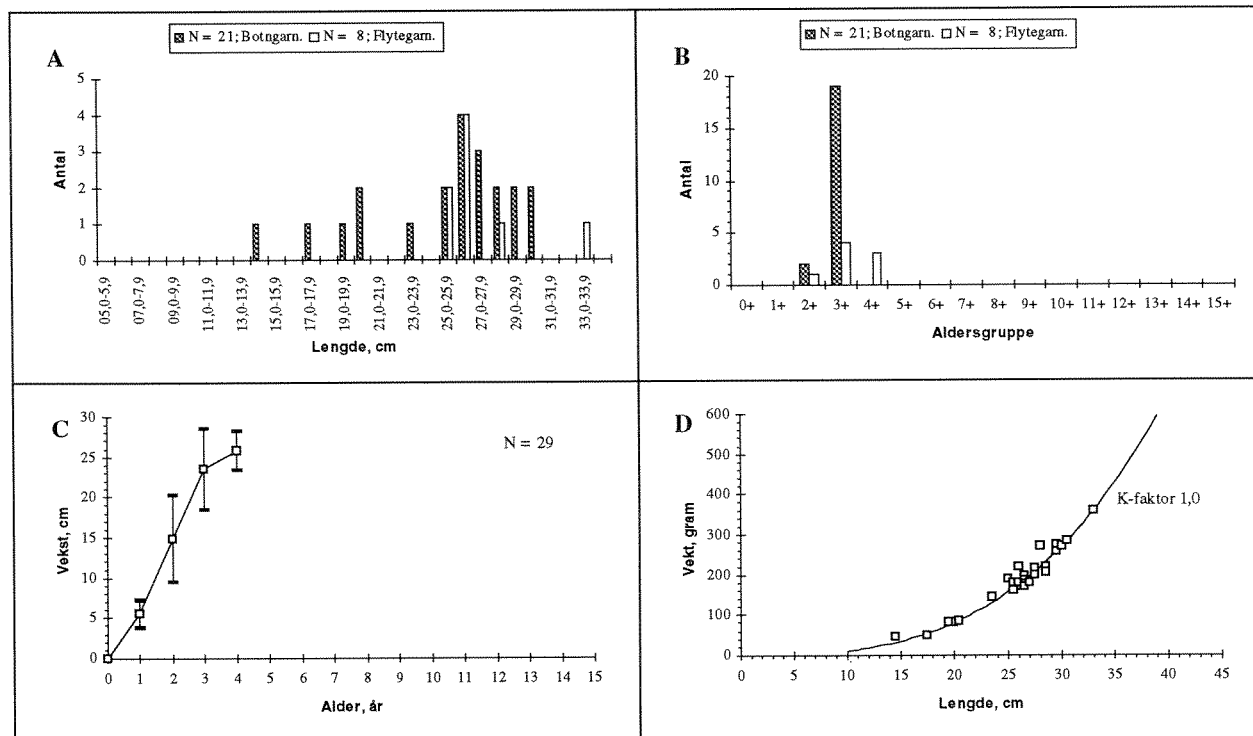 A
N = 21; Botngarn. N = 8; Flytegarn.
Antal
5
4
3
2
1
0
05,0-5,9 07,0-7,9 09,0-9,9 11,0-11,9 13,0-13,9 15,0-15,9 17,0-17,9 19,0-19,9 21,0-21,9 23,0-23,9 25,0-25,9 27,0-27,9 29,0-29,9 31,0-31,9 33,0-33,9
Lengde, cm
B
N = 21; Botngarn. N = 8; Flytegarn.
Antal
20
15
10
5
0
0+ 1+ 2+ 3+ 4+ 5+ 6+ 7+ 8+ 9+ 10+ 11+ 12+ 13+ 14+ 15+
Aldersgruppe
C
N = 29
Vekst, cm
30
25
20
15
10
5
0
0 1 2 3 4 5 6 7 8 9 10 11 12 13 14 15
Alder, år
D
K-faktor 1,0
Vekt, gram
600
500
400
300
200
100
0
0 5 10 15 20 25 30 35 40 45
Lengde, cm